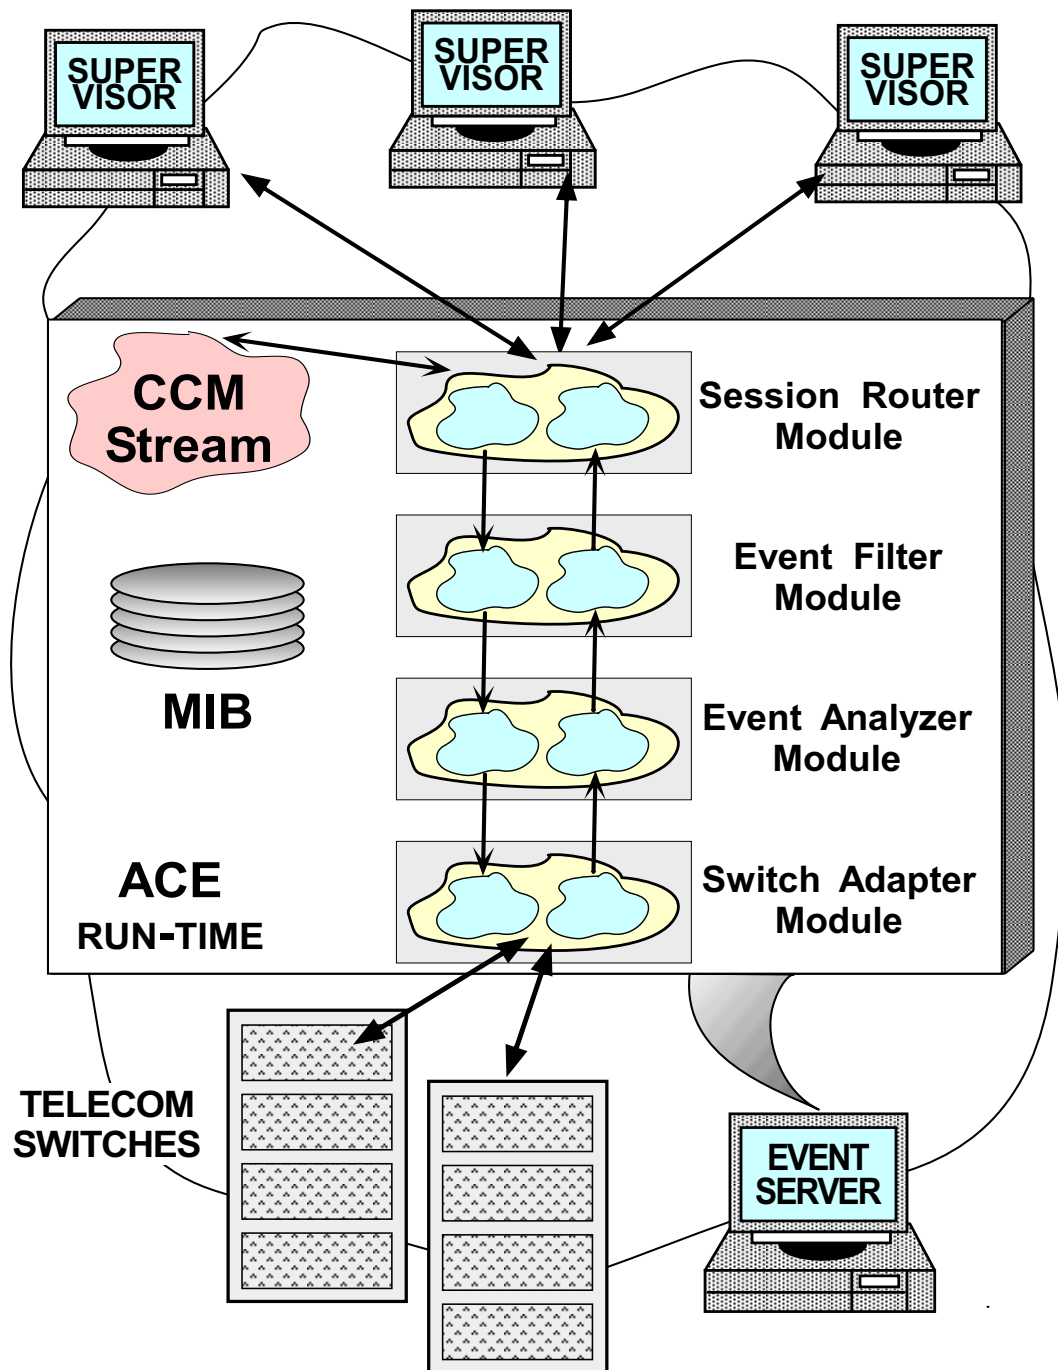 SUPER
VISOR
SUPER
VISOR
SUPER
VISOR
CCM
Stream
Session Router
Module
Event Filter
Module
MIB
Event Analyzer
Module
ACE
RUN-TIME
Switch Adapter
Module
TELECOM
SWITCHES
EVENT
SERVER